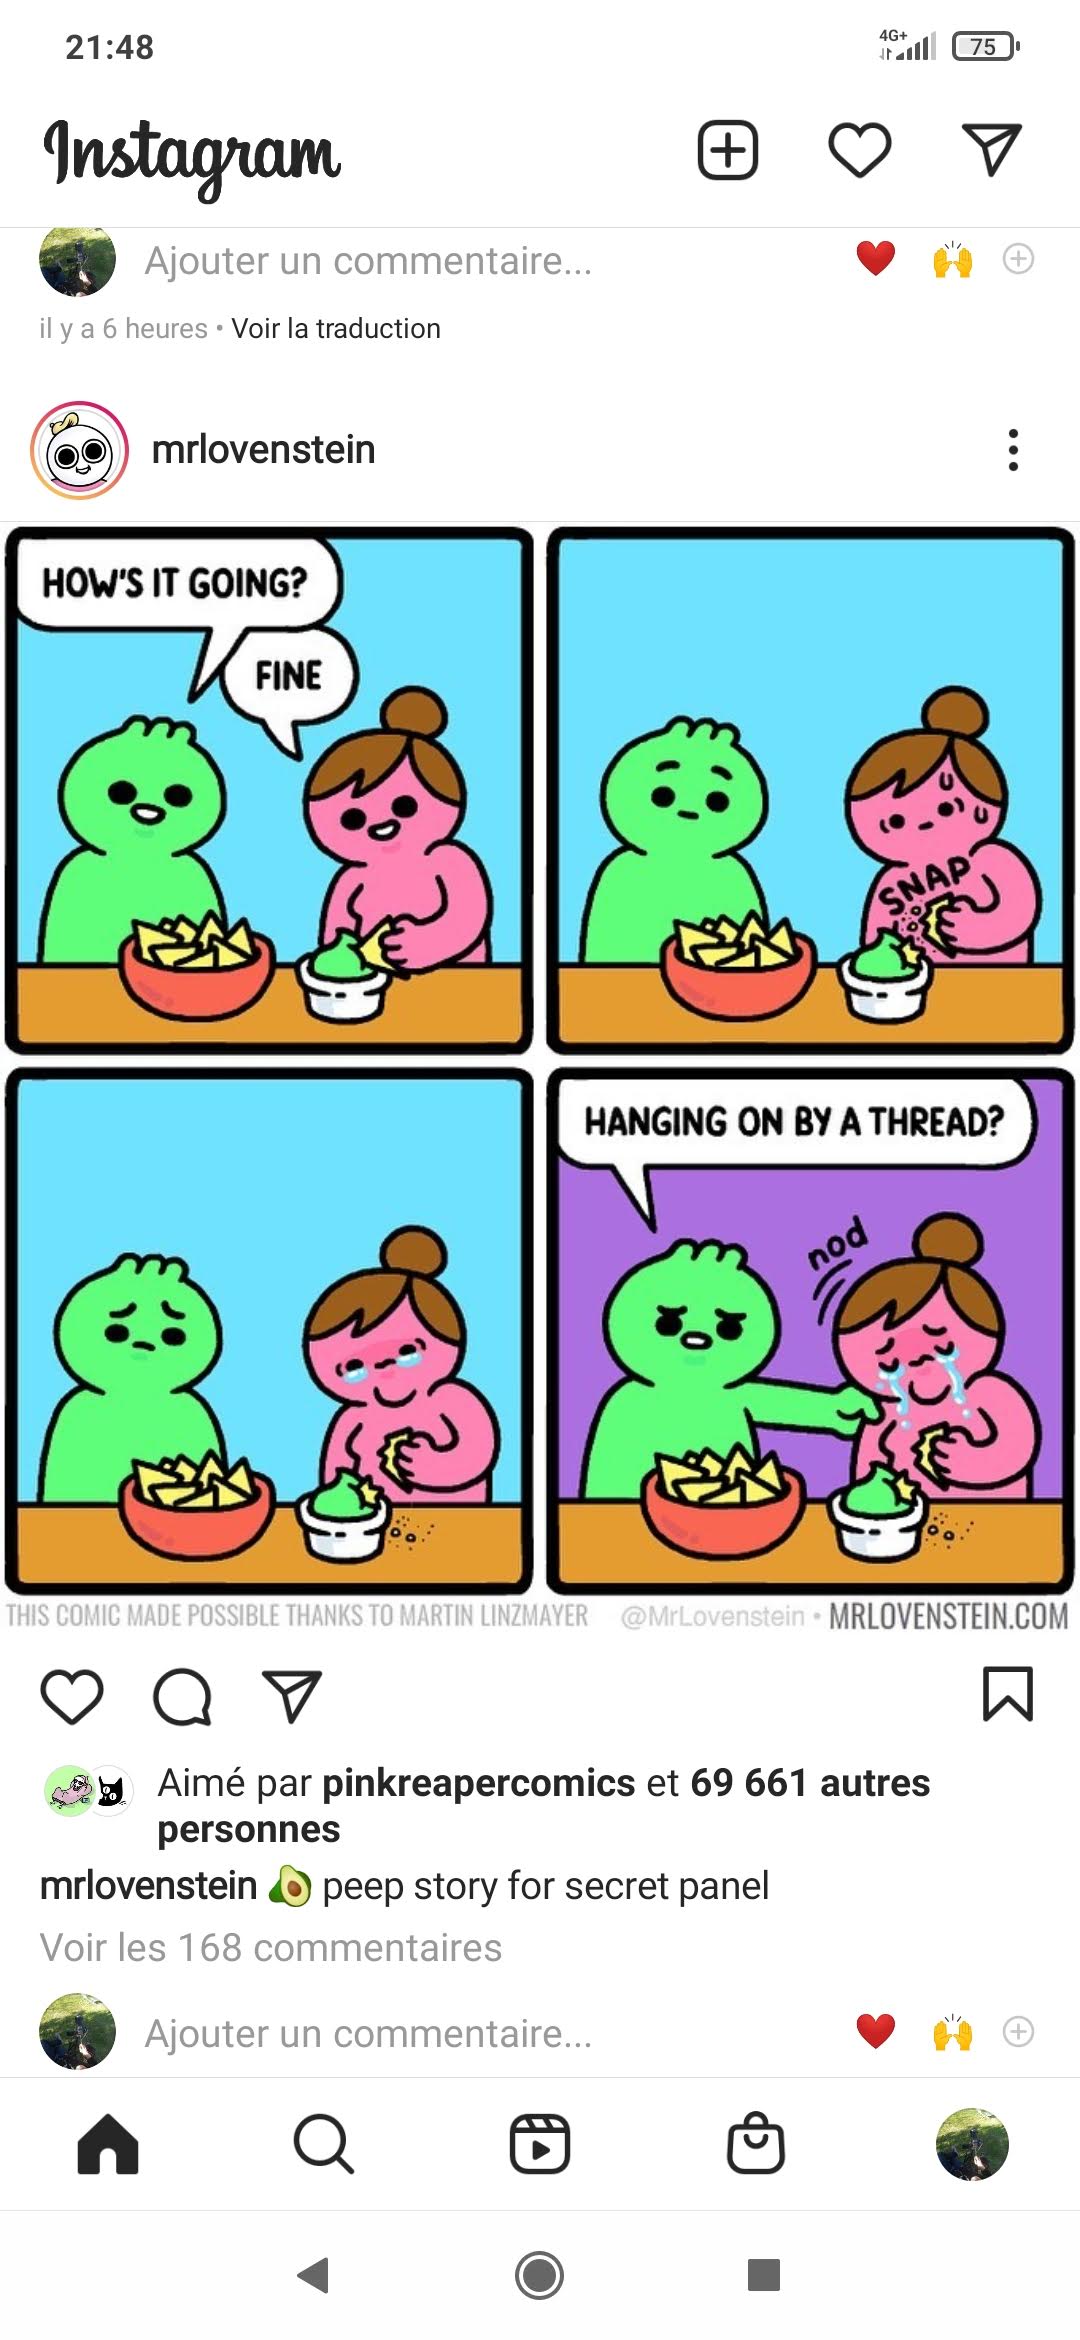 21:48
4G+
75
Instagram
Ajouter un commentaire...
il y a 6 heures • Voir la traduction
mrlovenstein
HOW'S IT GOING?
FINE
SNAP
HANGING ON BY A THREAD?
nod
THIS COMIC MADE POSSIBLE THANKS TO MARTIN LINZMAYER @MrLovenstein • MRLOVENSTEIN.COM
Aimé par pinkreapercomics et 69 661 autres
personnes
mrlovenstein 🥑 peep story for secret panel
Voir les 168 commentaires
Ajouter un commentaire...